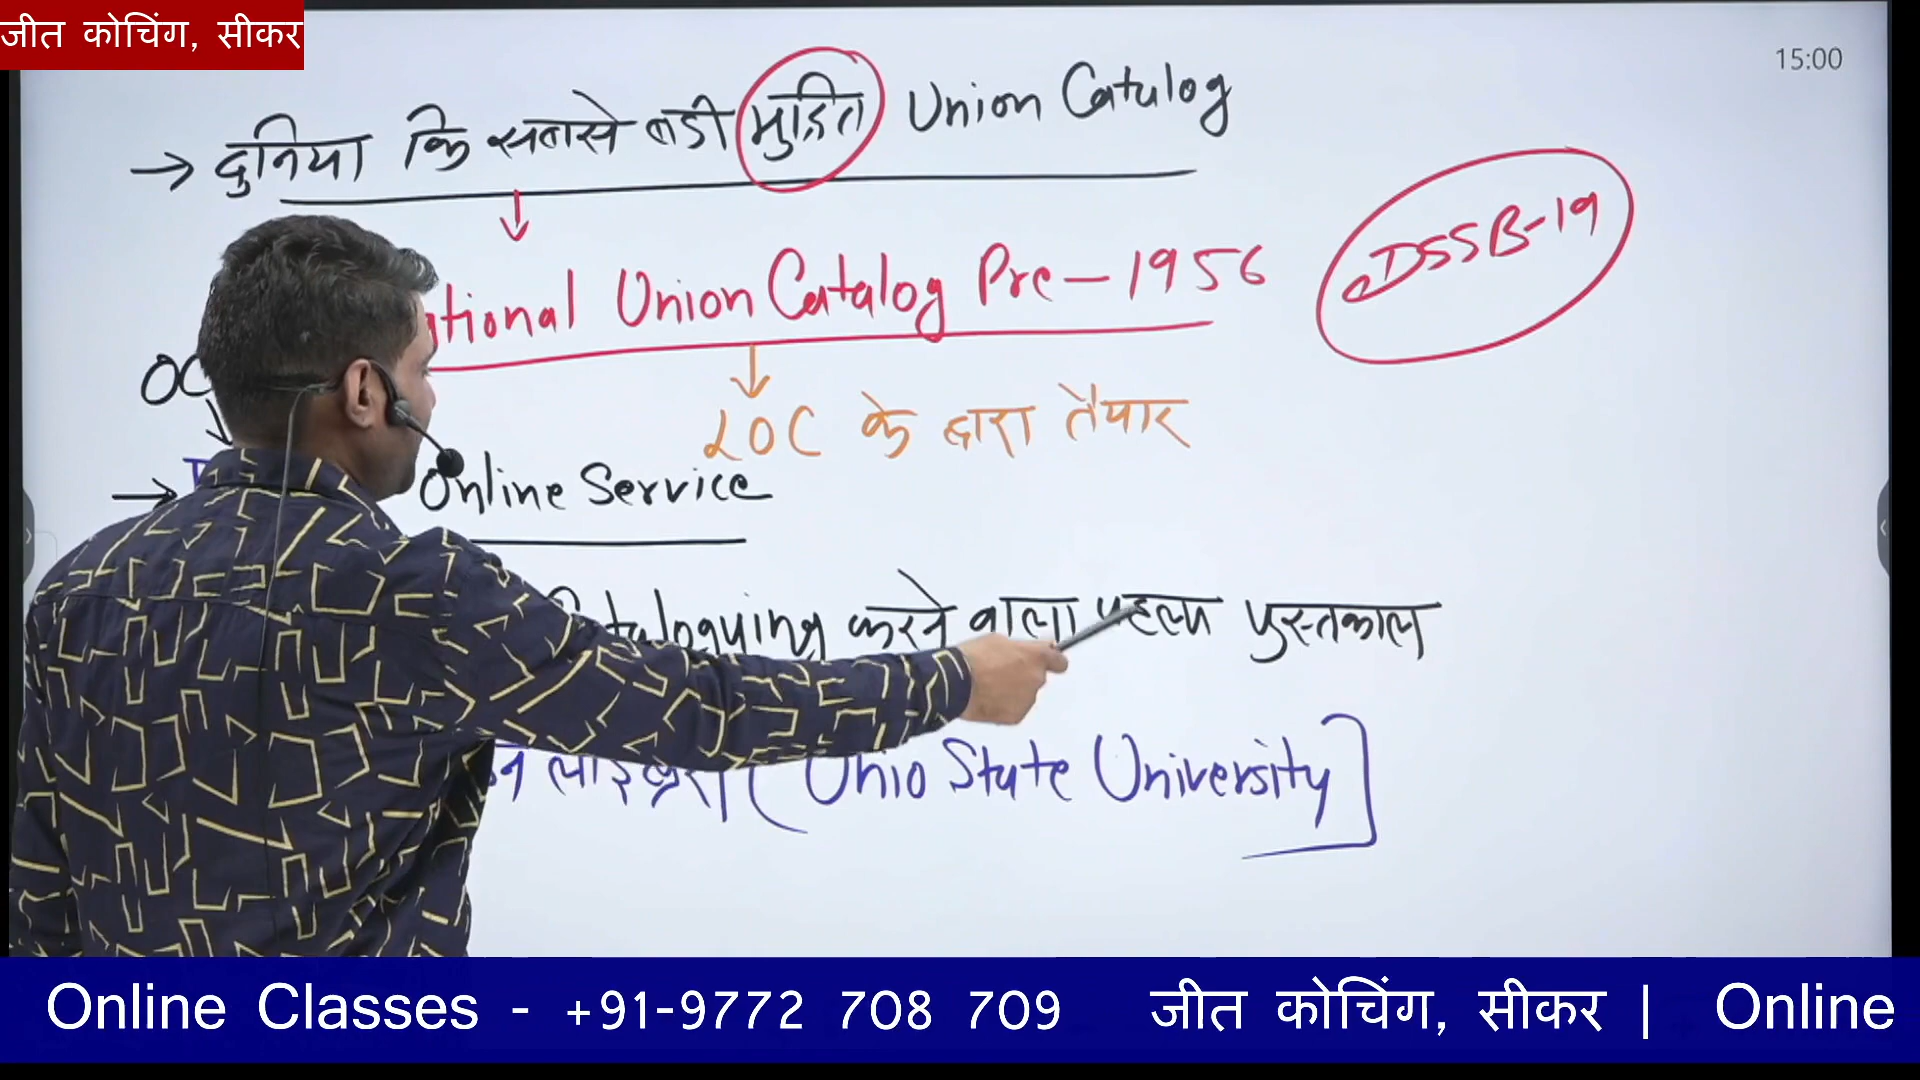 जीत कोचिंग, सीकर
15:00
→ दुनिया कि सबसे बडी मुद्रित Union Catalog
DSSB-19
Union Catalog Pre-1956
LOC के द्वारा तैयार
Online Service
करने वाला पहला पुस्तकाल
(Ohio State University]
Online Classes - +91-9772 708 709 जीत कोचिंग, सीकर | Online